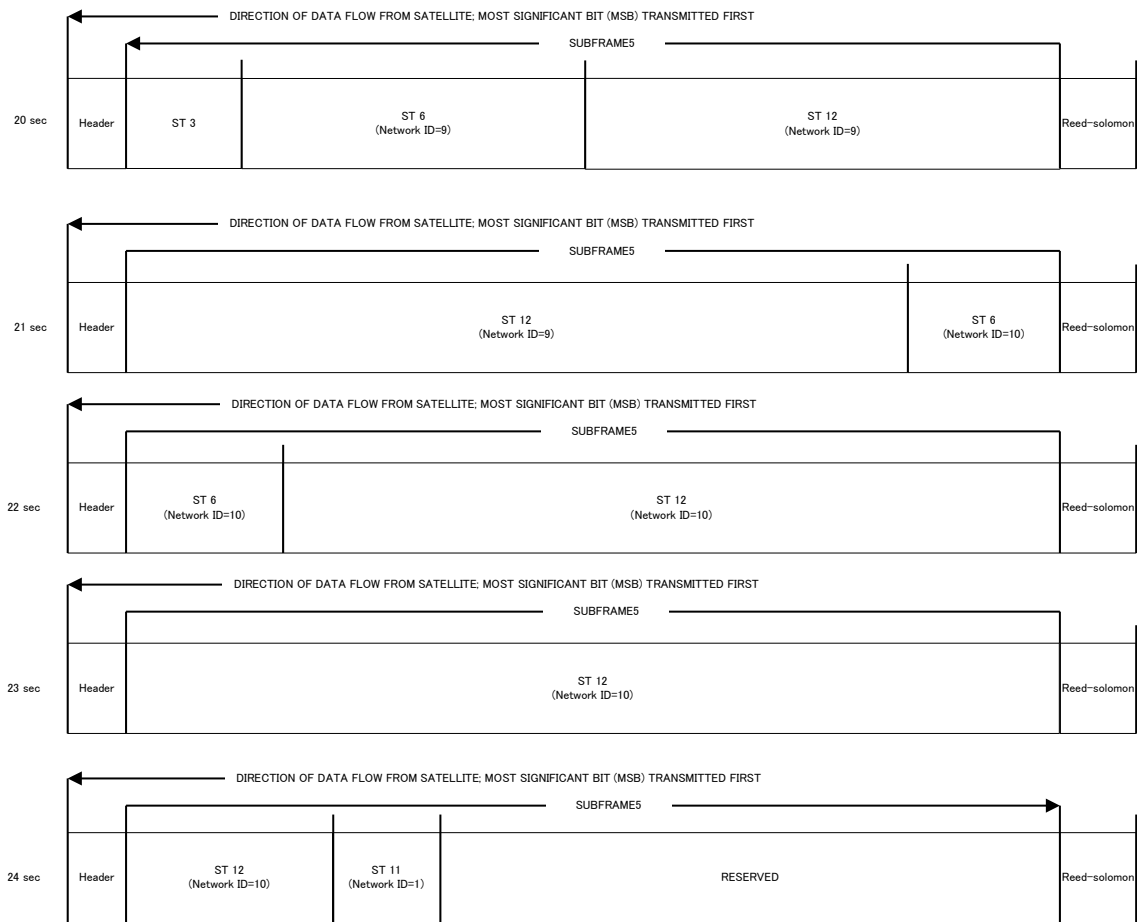 DIRECTION OF DATA FLOW FROM SATELLITE; MOST SIGNIFICANT BIT (MSB) TRANSMITTED FIRST
SUBFRAME5
20 sec
Header
ST 3
ST 6
(Network ID=9)
ST 12
(Network ID=9)
Reed-solomon
DIRECTION OF DATA FLOW FROM SATELLITE; MOST SIGNIFICANT BIT (MSB) TRANSMITTED FIRST
SUBFRAME5
21 sec
Header
ST 12
(Network ID=9)
ST 6
(Network ID=10)
Reed-solomon
DIRECTION OF DATA FLOW FROM SATELLITE; MOST SIGNIFICANT BIT (MSB) TRANSMITTED FIRST
SUBFRAME5
22 sec
Header
ST 6
(Network ID=10)
ST 12
(Network ID=10)
Reed-solomon
DIRECTION OF DATA FLOW FROM SATELLITE; MOST SIGNIFICANT BIT (MSB) TRANSMITTED FIRST
SUBFRAME5
23 sec
Header
ST 12
(Network ID=10)
Reed-solomon
DIRECTION OF DATA FLOW FROM SATELLITE; MOST SIGNIFICANT BIT (MSB) TRANSMITTED FIRST
SUBFRAME5
24 sec
Header
ST 12
(Network ID=10)
ST 11
(Network ID=1)
RESERVED
Reed-solomon